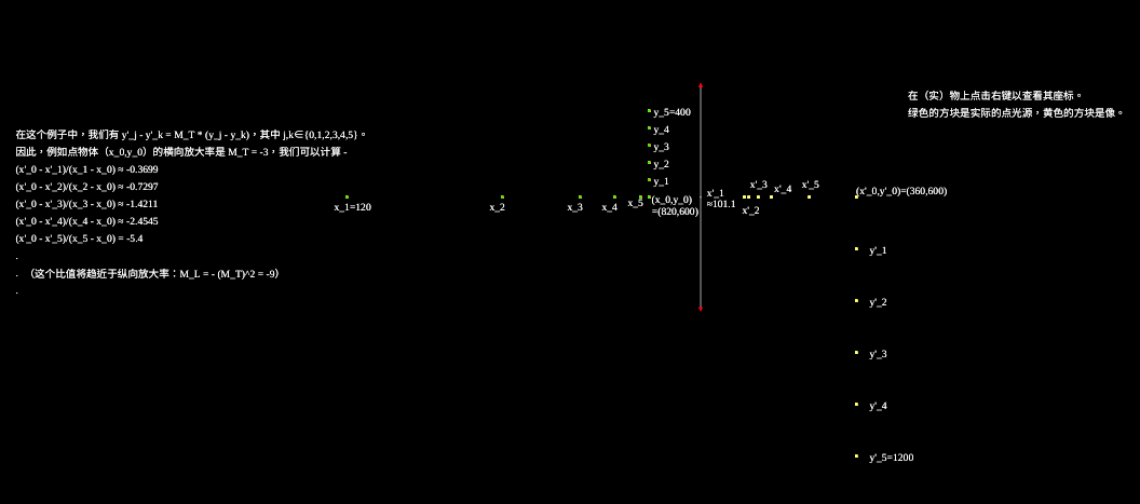 在这个例子中，我们有 y'_j - y'_k = M_T * (y_j - y_k)，其中 j,k∈{0,1,2,3,4,5}。
因此，例如点物体（x_0,y_0）的横向放大率是 M_T = -3，我们可以计算 -
(x'_0 - x'_1)/(x_1 - x_0) ≈ -0.3699
(x'_0 - x'_2)/(x_2 - x_0) ≈ -0.7297
(x'_0 - x'_3)/(x_3 - x_0) ≈ -1.4211
(x'_0 - x'_4)/(x_4 - x_0) ≈ -2.4545
(x'_0 - x'_5)/(x_5 - x_0) = -5.4
.
. （这个比值将趋近于纵向放大率：M_L = - (M_T)^2 = -9）
.
x_1=120
x_2
x_3
x_4
x_5
y_5=400
y_4
y_3
y_2
y_1
(x_0,y_0)
=(820,600)
x'_1
≈101.1
x'_2
x'_3
x'_4
x'_5
在（实）物上点击右键以查看其座标。
绿色的方块是实际的点光源，黄色的方块是像。
(x'_0,y'_0)=(360,600)
y'_1
y'_2
y'_3
y'_4
y'_5=1200